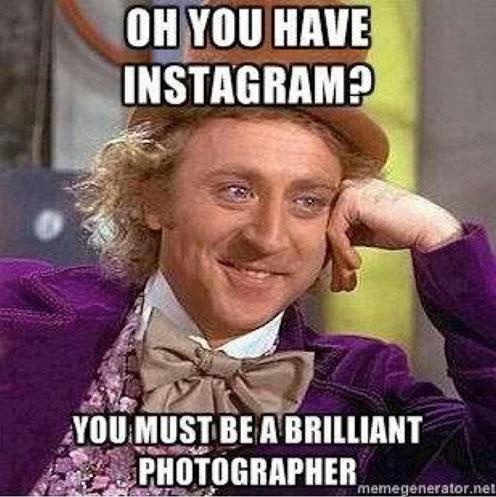 OH YOU HAVE
INSTAGRAM?
YOU MUST BE A BRILLIANT
PHOTOGRAPHER
memegenerator.net